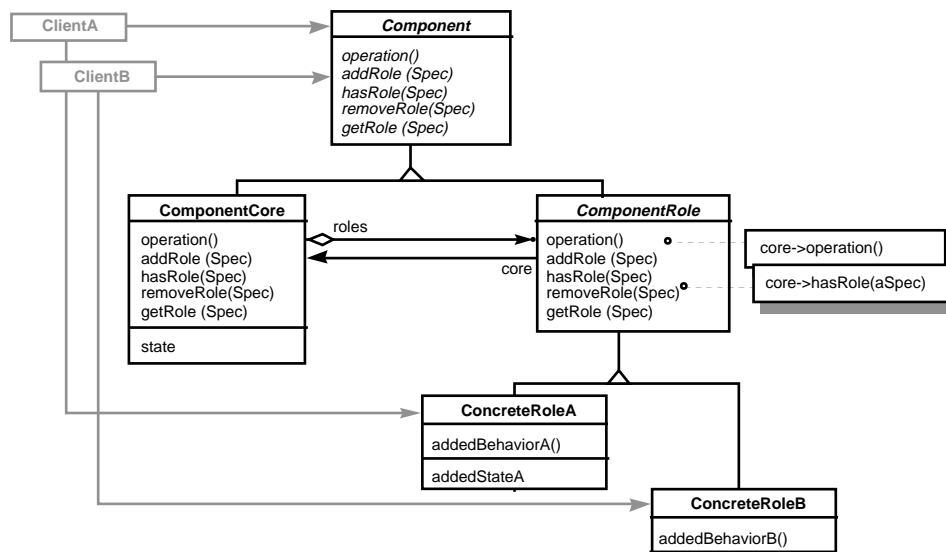 ClientA
Component
ClientB
operation()
addRole (Spec)
hasRole(Spec)
removeRole(Spec)
getRole (Spec)
ComponentCore
operation()
addRole (Spec)
hasRole(Spec)
removeRole(Spec)
getRole (Spec)
state
roles
core
ComponentRole
operation()
addRole (Spec)
hasRole(Spec)
removeRole(Spec)
getRole (Spec)
core->operation()
core->hasRole(aSpec)
ConcreteRoleA
addedBehaviorA()
addedStateA
ConcreteRoleB
addedBehaviorB()